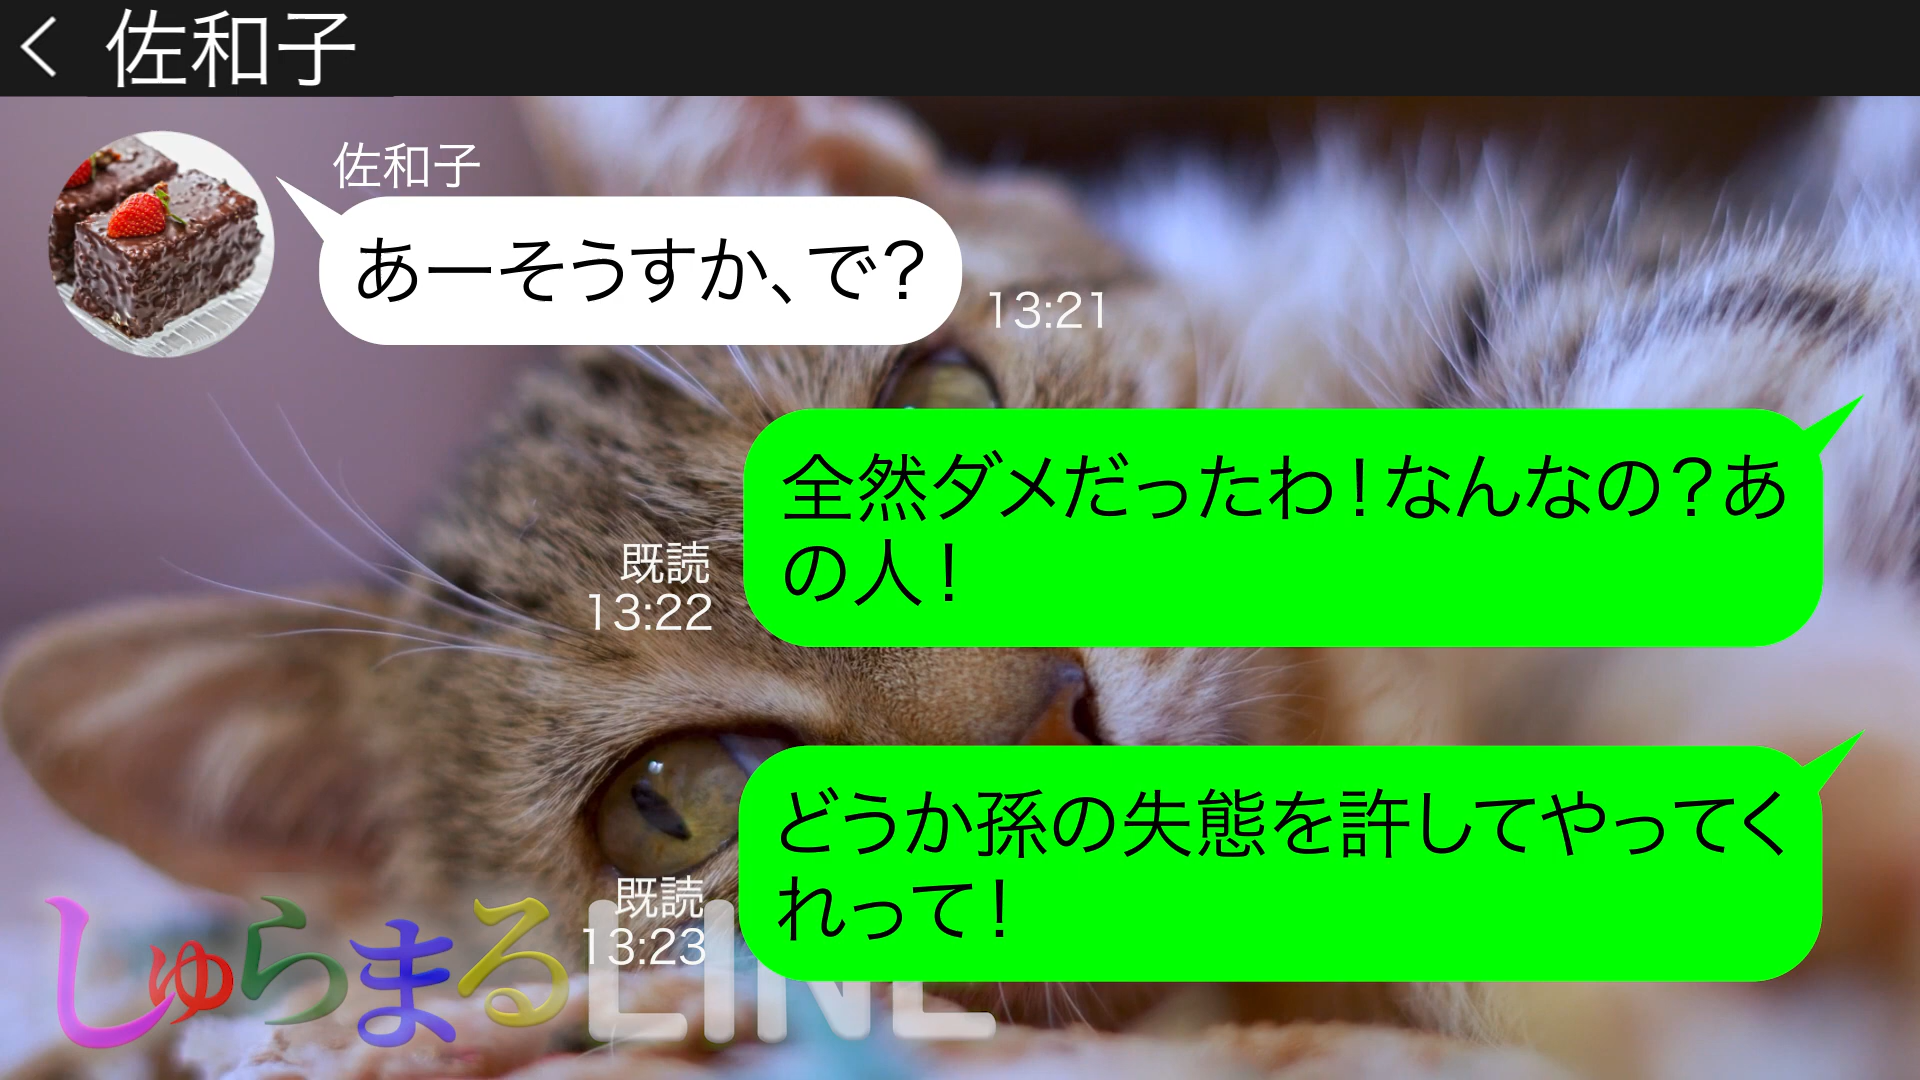 佐和子
佐和子
あーそうすか、で？
13:21
全然ダメだったわ！なんなの？あ
の人！
既読
13:22
どうか孫の失態を許してやってく
れって！
既読
13:23
しゅらまるLINE